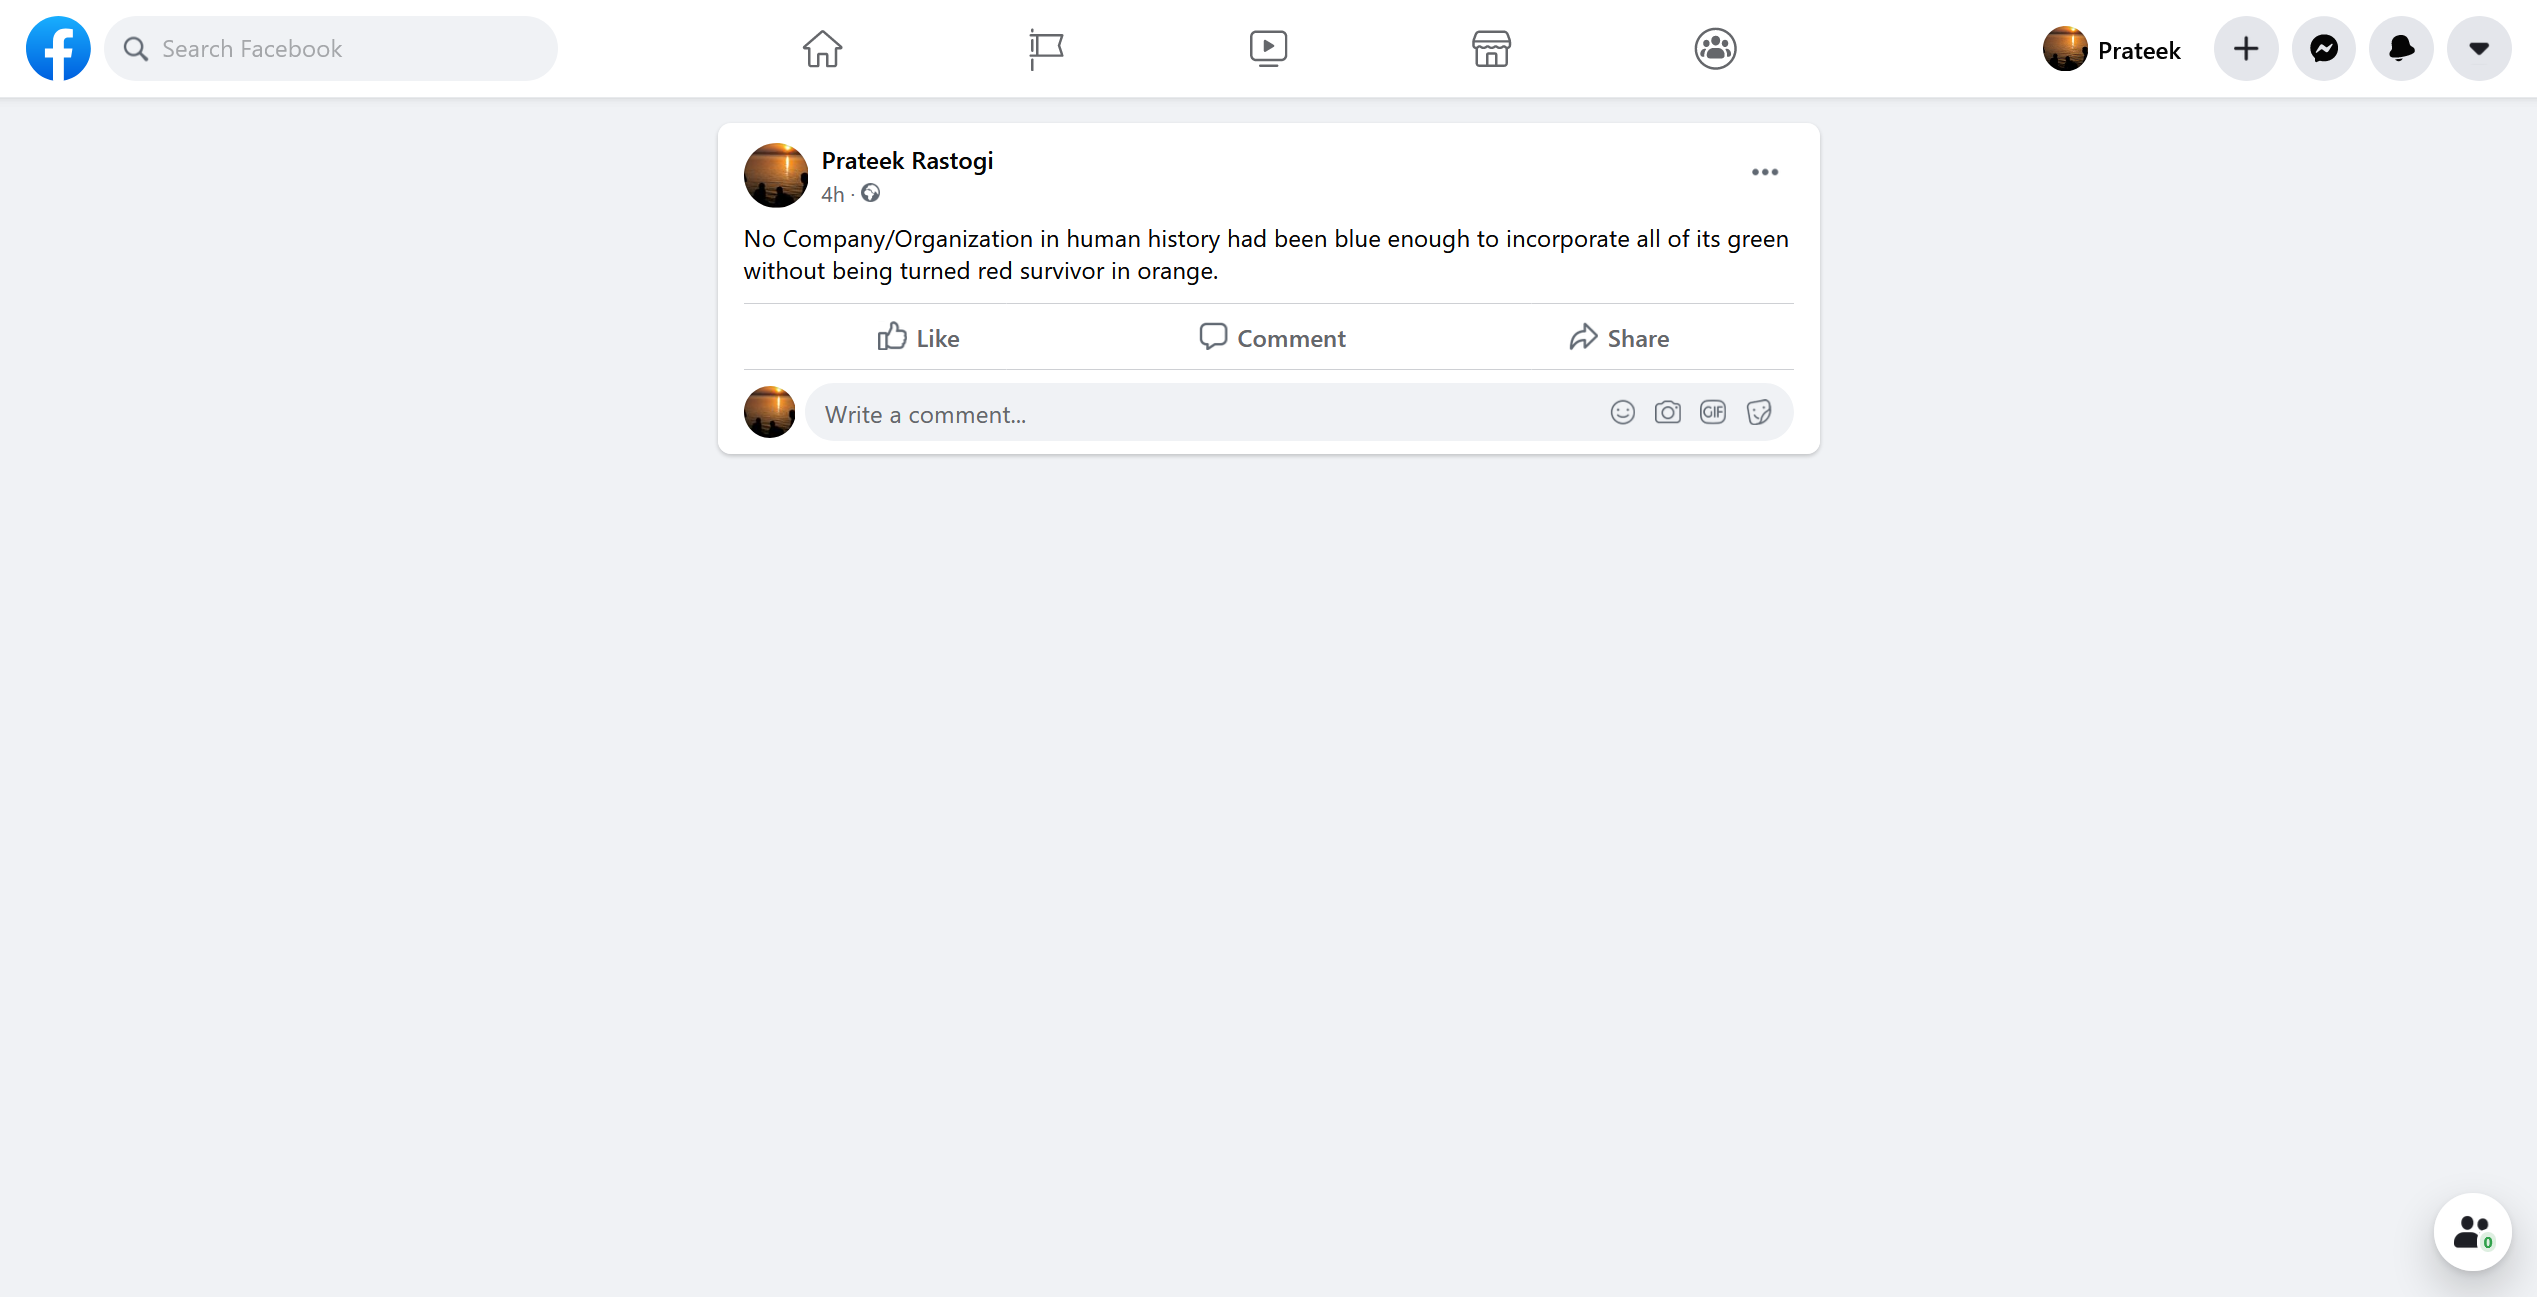 Search Facebook
Prateek
Prateek Rastogi
4h ·
No Company/Organization in human history had been blue enough to incorporate all of its green
without being turned red survivor in orange.
Like
Comment
Share
Write a comment...
GIF
0